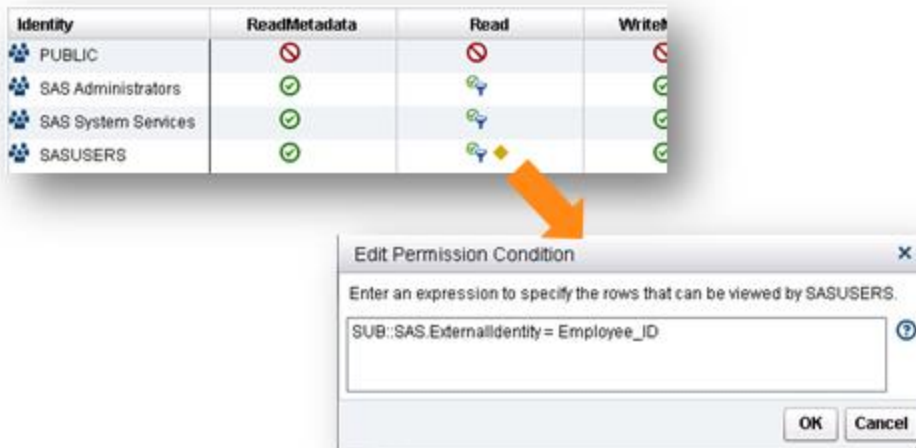 Identity ReadMetadata Read
PUBLIC
SAS Administrators
SAS System Services
SASUSERS
Edit Permission Condition
Enter an expression to specify the rows that can be viewed by SASUSERS.
SUB::SAS.ExternalIdentity = Employee_ID
OK Cancel